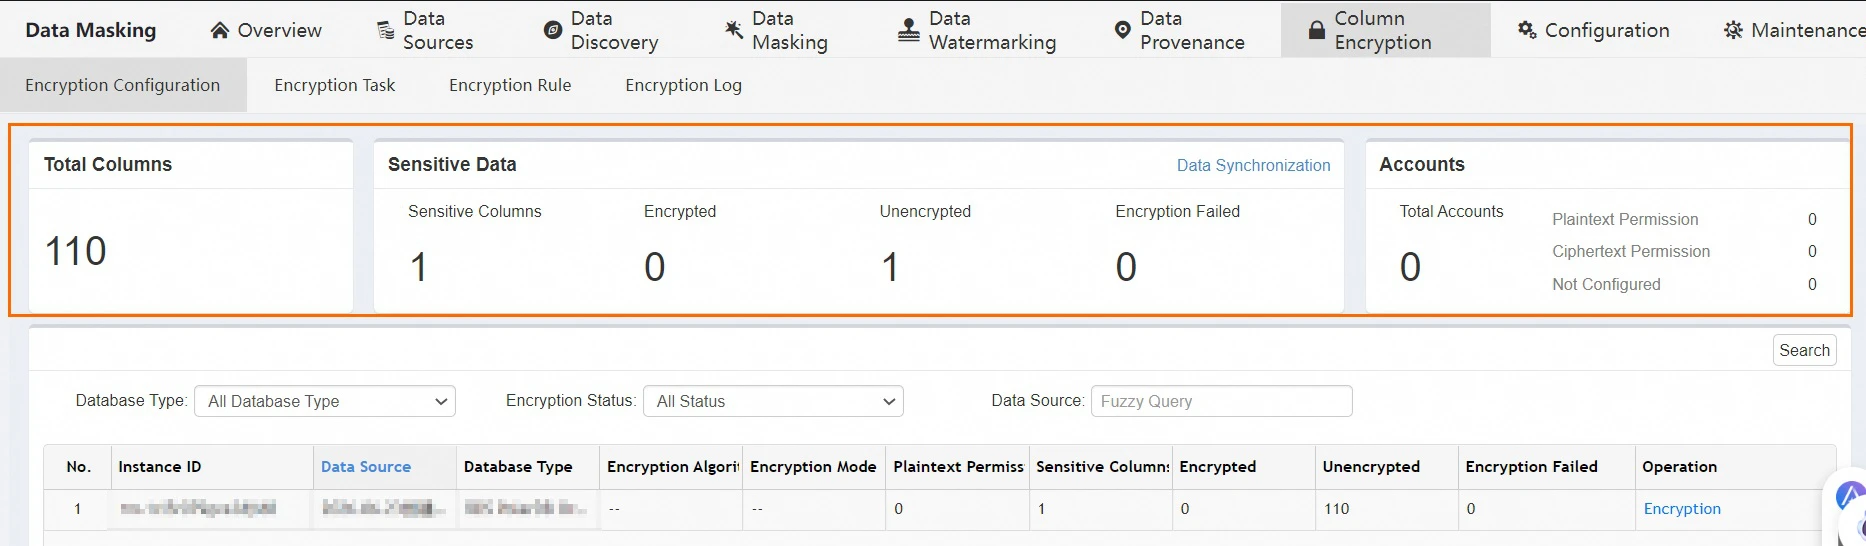 Data Masking
Overview
Data
Sources
Data
Discovery
Data
Masking
Data
Watermarking
Data
Provenance
Column
Encryption
Configuration
Maintenance
Encryption Configuration
Encryption Task
Encryption Rule
Encryption Log
Total Columns
110
Sensitive Data
Data Synchronization
Sensitive Columns
Encrypted
Unencrypted
Encryption Failed
1
0
1
0
Accounts
Total Accounts
0
Plaintext Permission 0
Ciphertext Permission 0
Not Configured 0
Search
Database Type: All Database Type
Encryption Status: All Status
Data Source: Fuzzy Query
No. Instance ID Data Source Database Type Encryption Algorit Encryption Mode Plaintext Permiss Sensitive Columns Encrypted Unencrypted Encryption Failed Operation
1 -- -- 0 1 0 110 0 Encryption